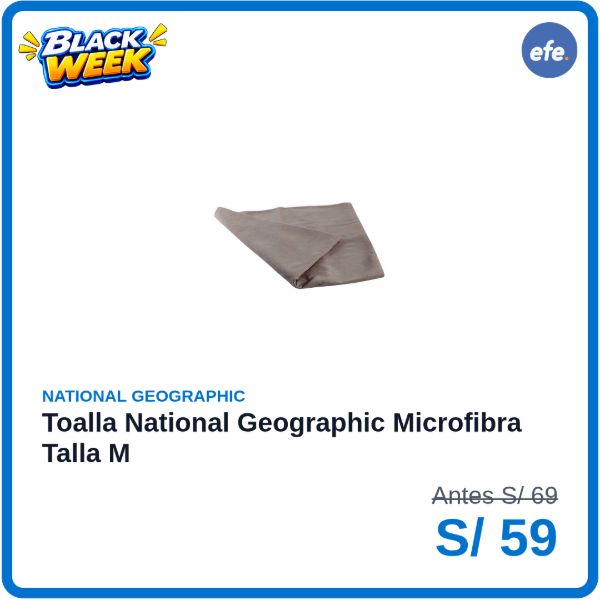 BLACK
WEEK
efe.
NATIONAL GEOGRAPHIC
Toalla National Geographic Microfibra
Talla M
Antes S/ 69
S/ 59